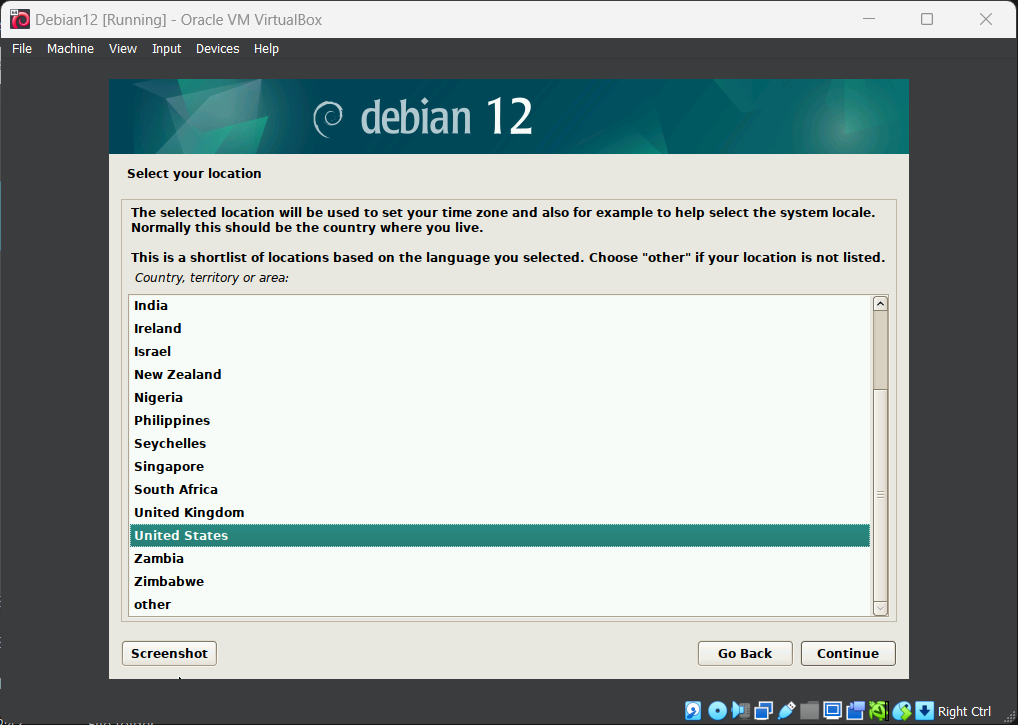 Debian12 [Running] - Oracle VM VirtualBox
File Machine View Input Devices Help
debian 12
Select your location
The selected location will be used to set your time zone and also for example to help select the system locale.
Normally this should be the country where you live.
This is a shortlist of locations based on the language you selected. Choose "other" if your location is not listed.
Country, territory or area:
India
Ireland
Israel
New Zealand
Nigeria
Philippines
Seychelles
Singapore
South Africa
United Kingdom
United States
Zambia
Zimbabwe
other
Screenshot Go Back Continue
Right Ctrl